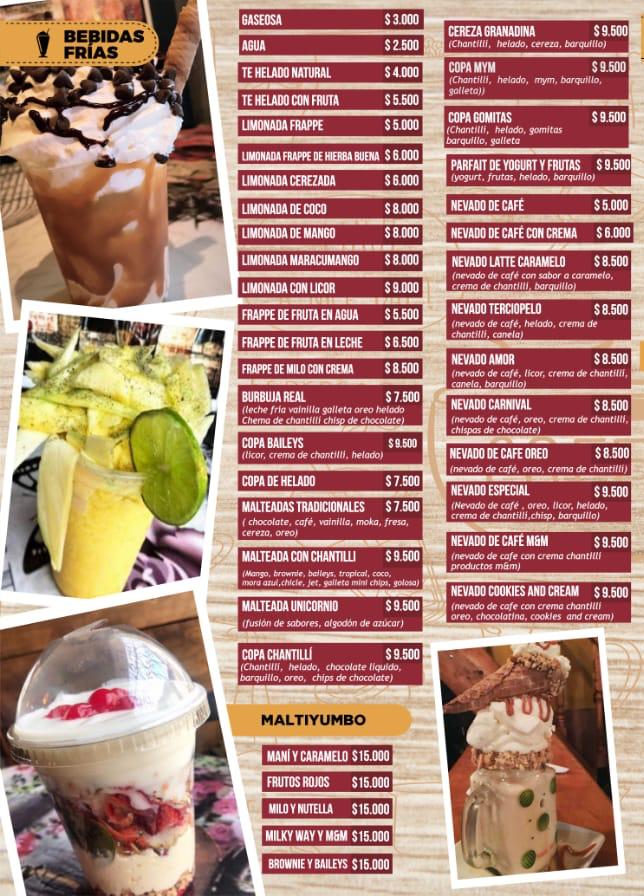 BEBIDAS
FRÍAS
GASEOSA $ 3.000
AGUA $ 2.500
TE HELADO NATURAL $ 4.000
TE HELADO CON FRUTA $ 5.500
LIMONADA FRAPPE $ 5.000
LIMONADA FRAPPE DE HIERBA BUENA $ 6.000
LIMONADA CEREZADA $ 6.000
LIMONADA DE COCO $ 8.000
LIMONADA DE MANGO $ 8.000
LIMONADA MARACUMANGO $ 8.000
LIMONADA CON LICOR $ 9.000
FRAPPE DE FRUTA EN AGUA $ 5.500
FRAPPE DE FRUTA EN LECHE $ 6.500
FRAPPE DE MILO CON CREMA $ 8.500
BURBUJA REAL $ 7.500
(leche fria vainilla galleta oreo helado
Chema de chantilli chisp de chocolate)
COPA BAILEYS $ 9.500
(licor, crema de chantilli, helado)
COPA DE HELADO $ 7.500
MALTEADAS TRADICIONALES $ 7.500
( chocolate, café, vainilla, moka, fresa,
cereza, oreo)
MALTEADA CON CHANTILLI $ 9.500
(Mango, brownie, baileys, tropical, coco,
mora azul,chicle, jet, galleta mini chips, golosa)
MALTEADA UNICORNIO $ 9.500
(fusión de sabores, algodón de azúcar)
COPA CHANTILLÍ $ 9.500
(Chantilli, helado, chocolate liquido,
barquillo, oreo, chips de chocolate)
CEREZA GRANADINA $ 9.500
(Chantilli, helado, cereza, barquillo)
COPA MYM $ 9.500
(Chantilli, helado, mym, barquillo,
galleta))
COPA GOMITAS $ 9.500
(Chantilli, helado, gomitas
barquillo, galleta
PARFAIT DE YOGURT Y FRUTAS $ 9.500
(yogurt, frutas, helado, barquillo)
NEVADO DE CAFÉ $ 5.000
NEVADO DE CAFÉ CON CREMA $ 6.000
NEVADO LATTE CARAMELO $ 8.500
(nevado de café con sabor a caramelo,
crema de chantilli, barquillo)
NEVADO TERCIOPELO $ 8.500
(nevado de café, helado, crema de
chantilli, canela)
NEVADO AMOR $ 8.500
(nevado de café, licor, crema de chantilli,
canela, barquillo)
NEVADO CARNIVAL $ 8.500
(nevado de café, oreo, crema de chantilli,
chispas de chocolate)
NEVADO DE CAFE OREO $ 8.500
(nevado de café, oreo, crema de chantilli)
NEVADO ESPECIAL $ 9.500
(Nevado de café , oreo, licor, helado,
crema de chantilli,chisp, barquillo)
NEVADO DE CAFÉ M&M $ 9.500
(nevado de cafe con crema chantilli
productos m&m)
NEVADO COOKIES AND CREAM $ 9.500
(nevado de cafe con crema chantilli
oreo, chocolatina, cookies and cream)
MALTIYUMBO
MANÍ Y CARAMELO $15.000
FRUTOS ROJOS $15.000
MILO Y NUTELLA $15.000
MILKY WAY Y M&M $15.000
BROWNIE Y BAILEYS $15.000